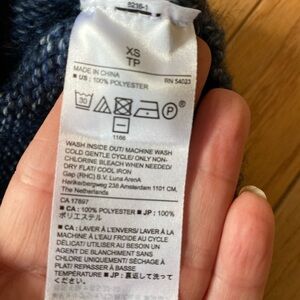 8236-1
XS
TP
MADE IN CHINA RN 54023
■ US : 100% POLYESTER
30 P
1166
WASH INSIDE OUT/ MACHINE WASH
COLD GENTLE CYCLE/ ONLY NON-
CHLORINE BLEACH WHEN NEEDED/
DRY FLAT/ COOL IRON
Gap (RHC) B.V. Luna Arena
Herikerbergweg 238 Amsterdam 1101 CM,
The Netherlands
CA 17897
■ CA : 100% POLYESTER ■ JP : 100%
ポリエステル
■ CA : LAVER À L'ENVERS/ LAVER À LA
MACHINE À L'EAU FROIDE AU CYCLE
DÉLICAT/ UTILISER AU BESOIN UN
AGENT DE BLANCHIMENT SANS
CHLORE UNIQUEMENT/ SÉCHAGE À
PLAT/ REPASSER À BASSE
TEMPÉRATURE ■ JP : 裏返して洗って
ください。